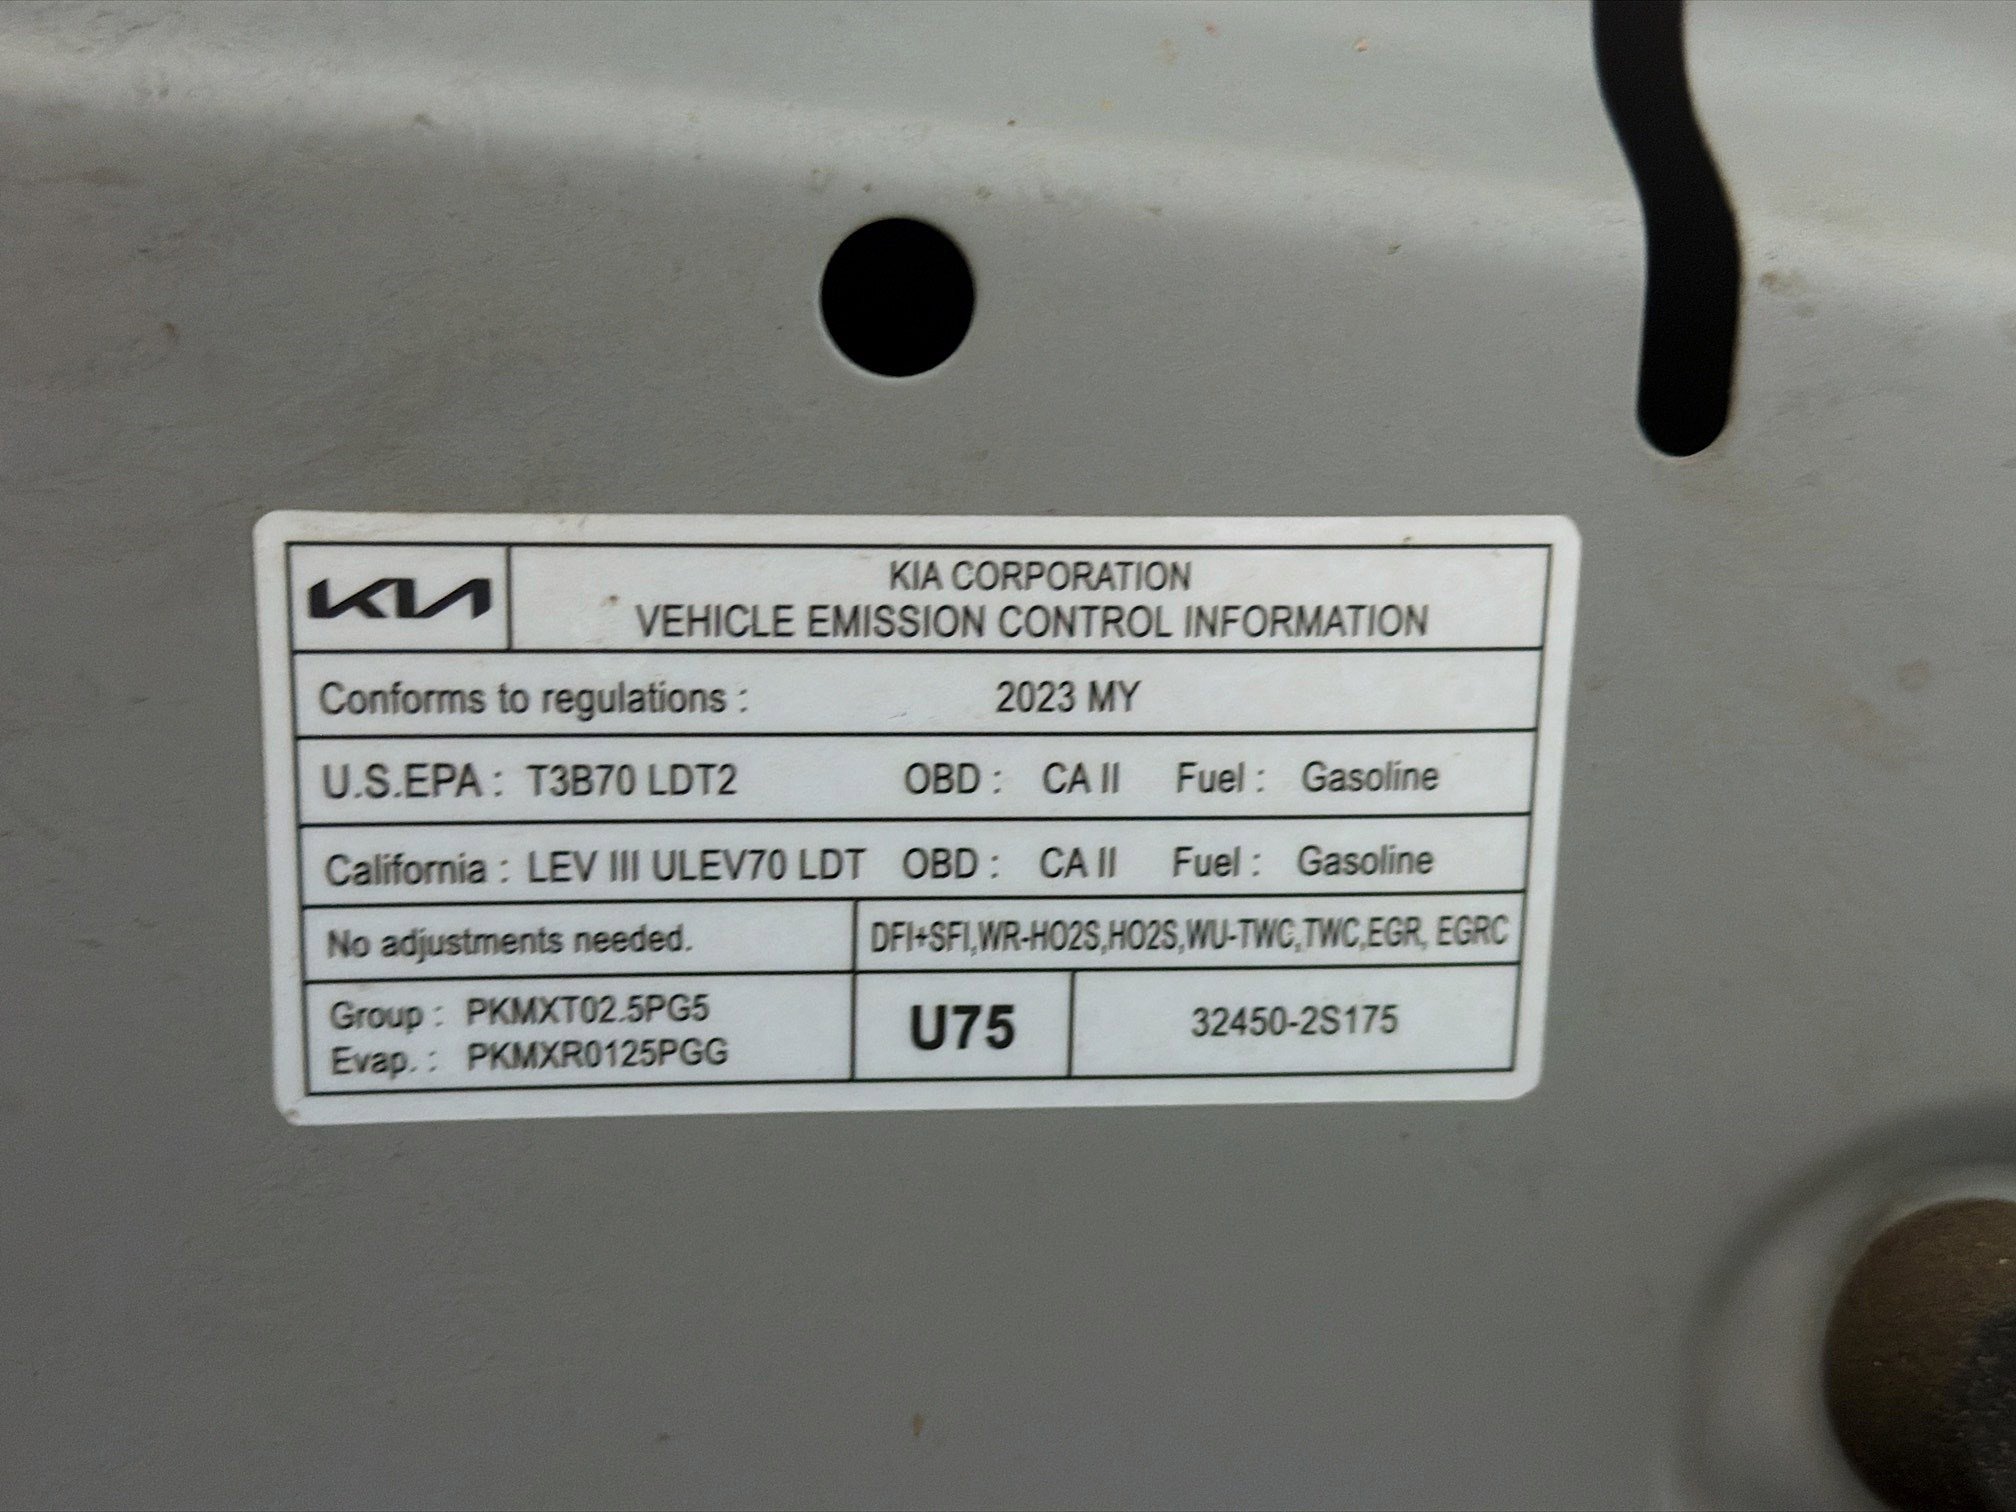 KIA
KIA CORPORATION
VEHICLE EMISSION CONTROL INFORMATION
Conforms to regulations : 2023 MY
U.S.EPA : T3B70 LDT2 OBD : CA II Fuel : Gasoline
California : LEV III ULEV70 LDT OBD : CA II Fuel : Gasoline
No adjustments needed. DFI+SFI,WR-HO2S,HO2S,WU-TWC,TWC,EGR, EGRC
Group : PKMXT02.5PG5
Evap. : PKMXR0125PGG
U75
32450-2S175